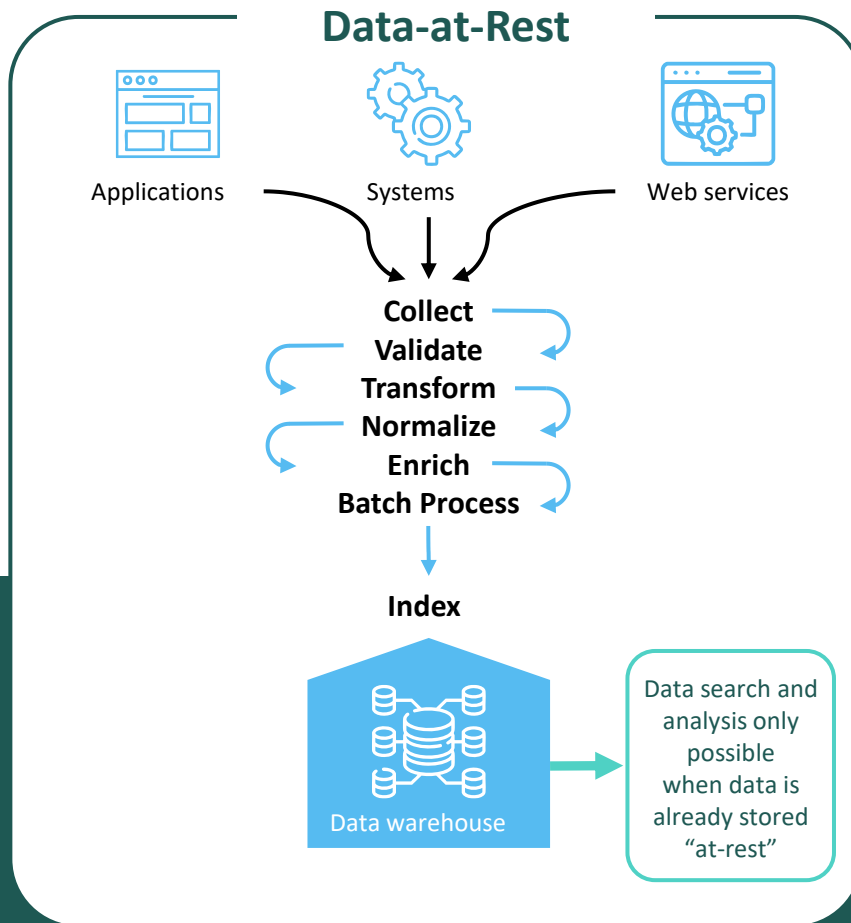 Data-at-Rest
Applications
Systems
Web services
Collect
Validate
Transform
Normalize
Enrich
Batch Process
Index
Data warehouse
Data search and
analysis only
possible
when data is
already stored
“at-rest”